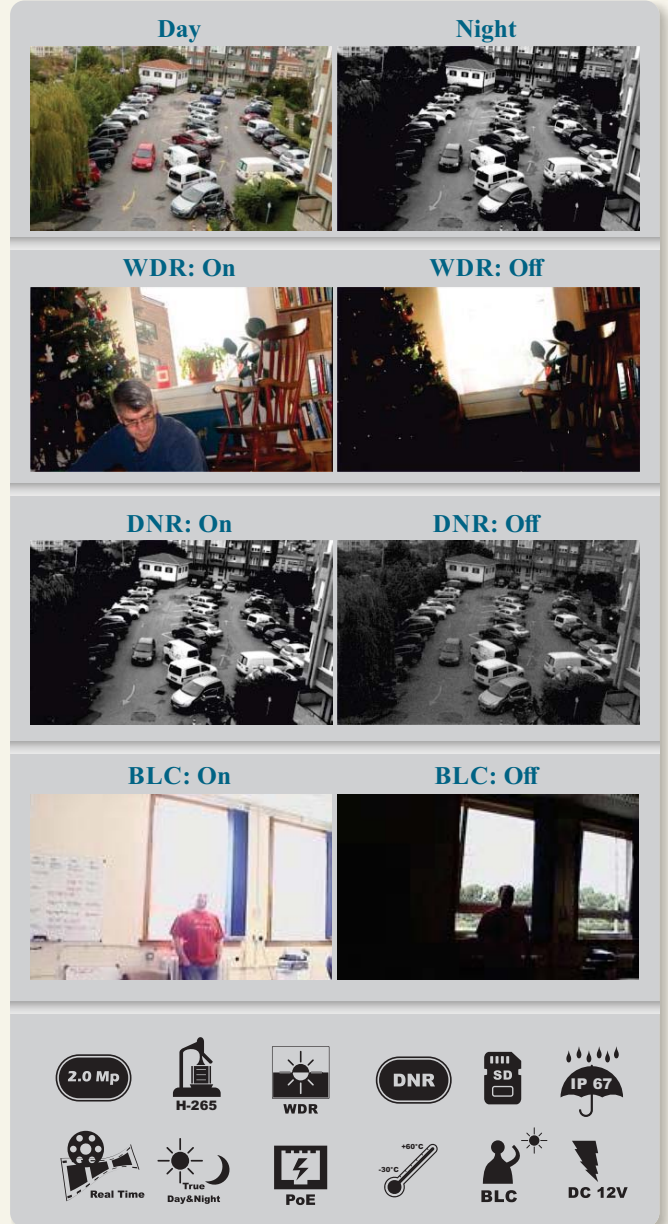 Day
Night
WDR: On
WDR: Off
DNR: On
DNR: Off
BLC: On
BLC: Off
2.0 Mp
H-265
WDR
DNR
SD
IP 67
Real Time
True
Day&Night
PoE
+60°C
-30°C
BLC
DC 12V